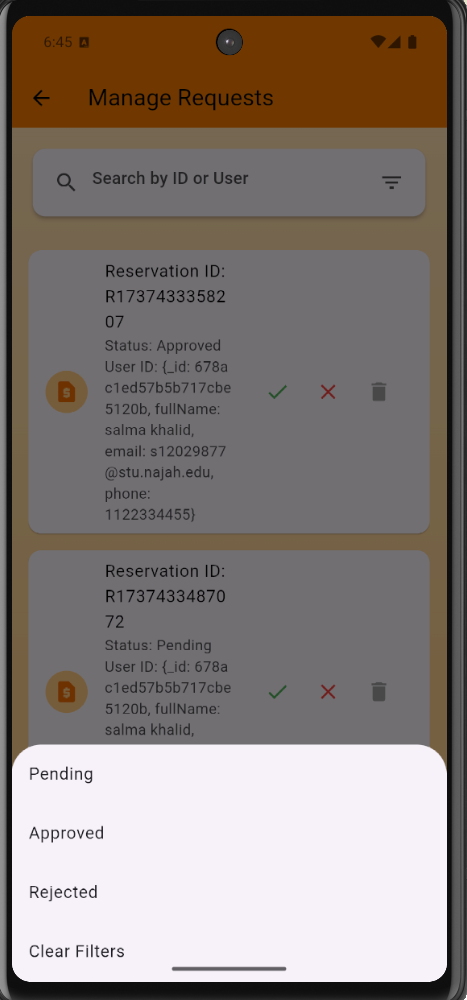 6:45 A
Manage Requests
Search by ID or User
Reservation ID:
R17374333582
07
Status: Approved
User ID: {_id: 678a
c1ed57b5b717cbe
5120b, fullName:
salma khalid,
email: s12029877
@stu.najah.edu,
phone:
1122334455}
Reservation ID:
R17374334870
72
Status: Pending
User ID: {_id: 678a
c1ed57b5b717cbe
5120b, fullName:
salma khalid,
Pending
Approved
Rejected
Clear Filters